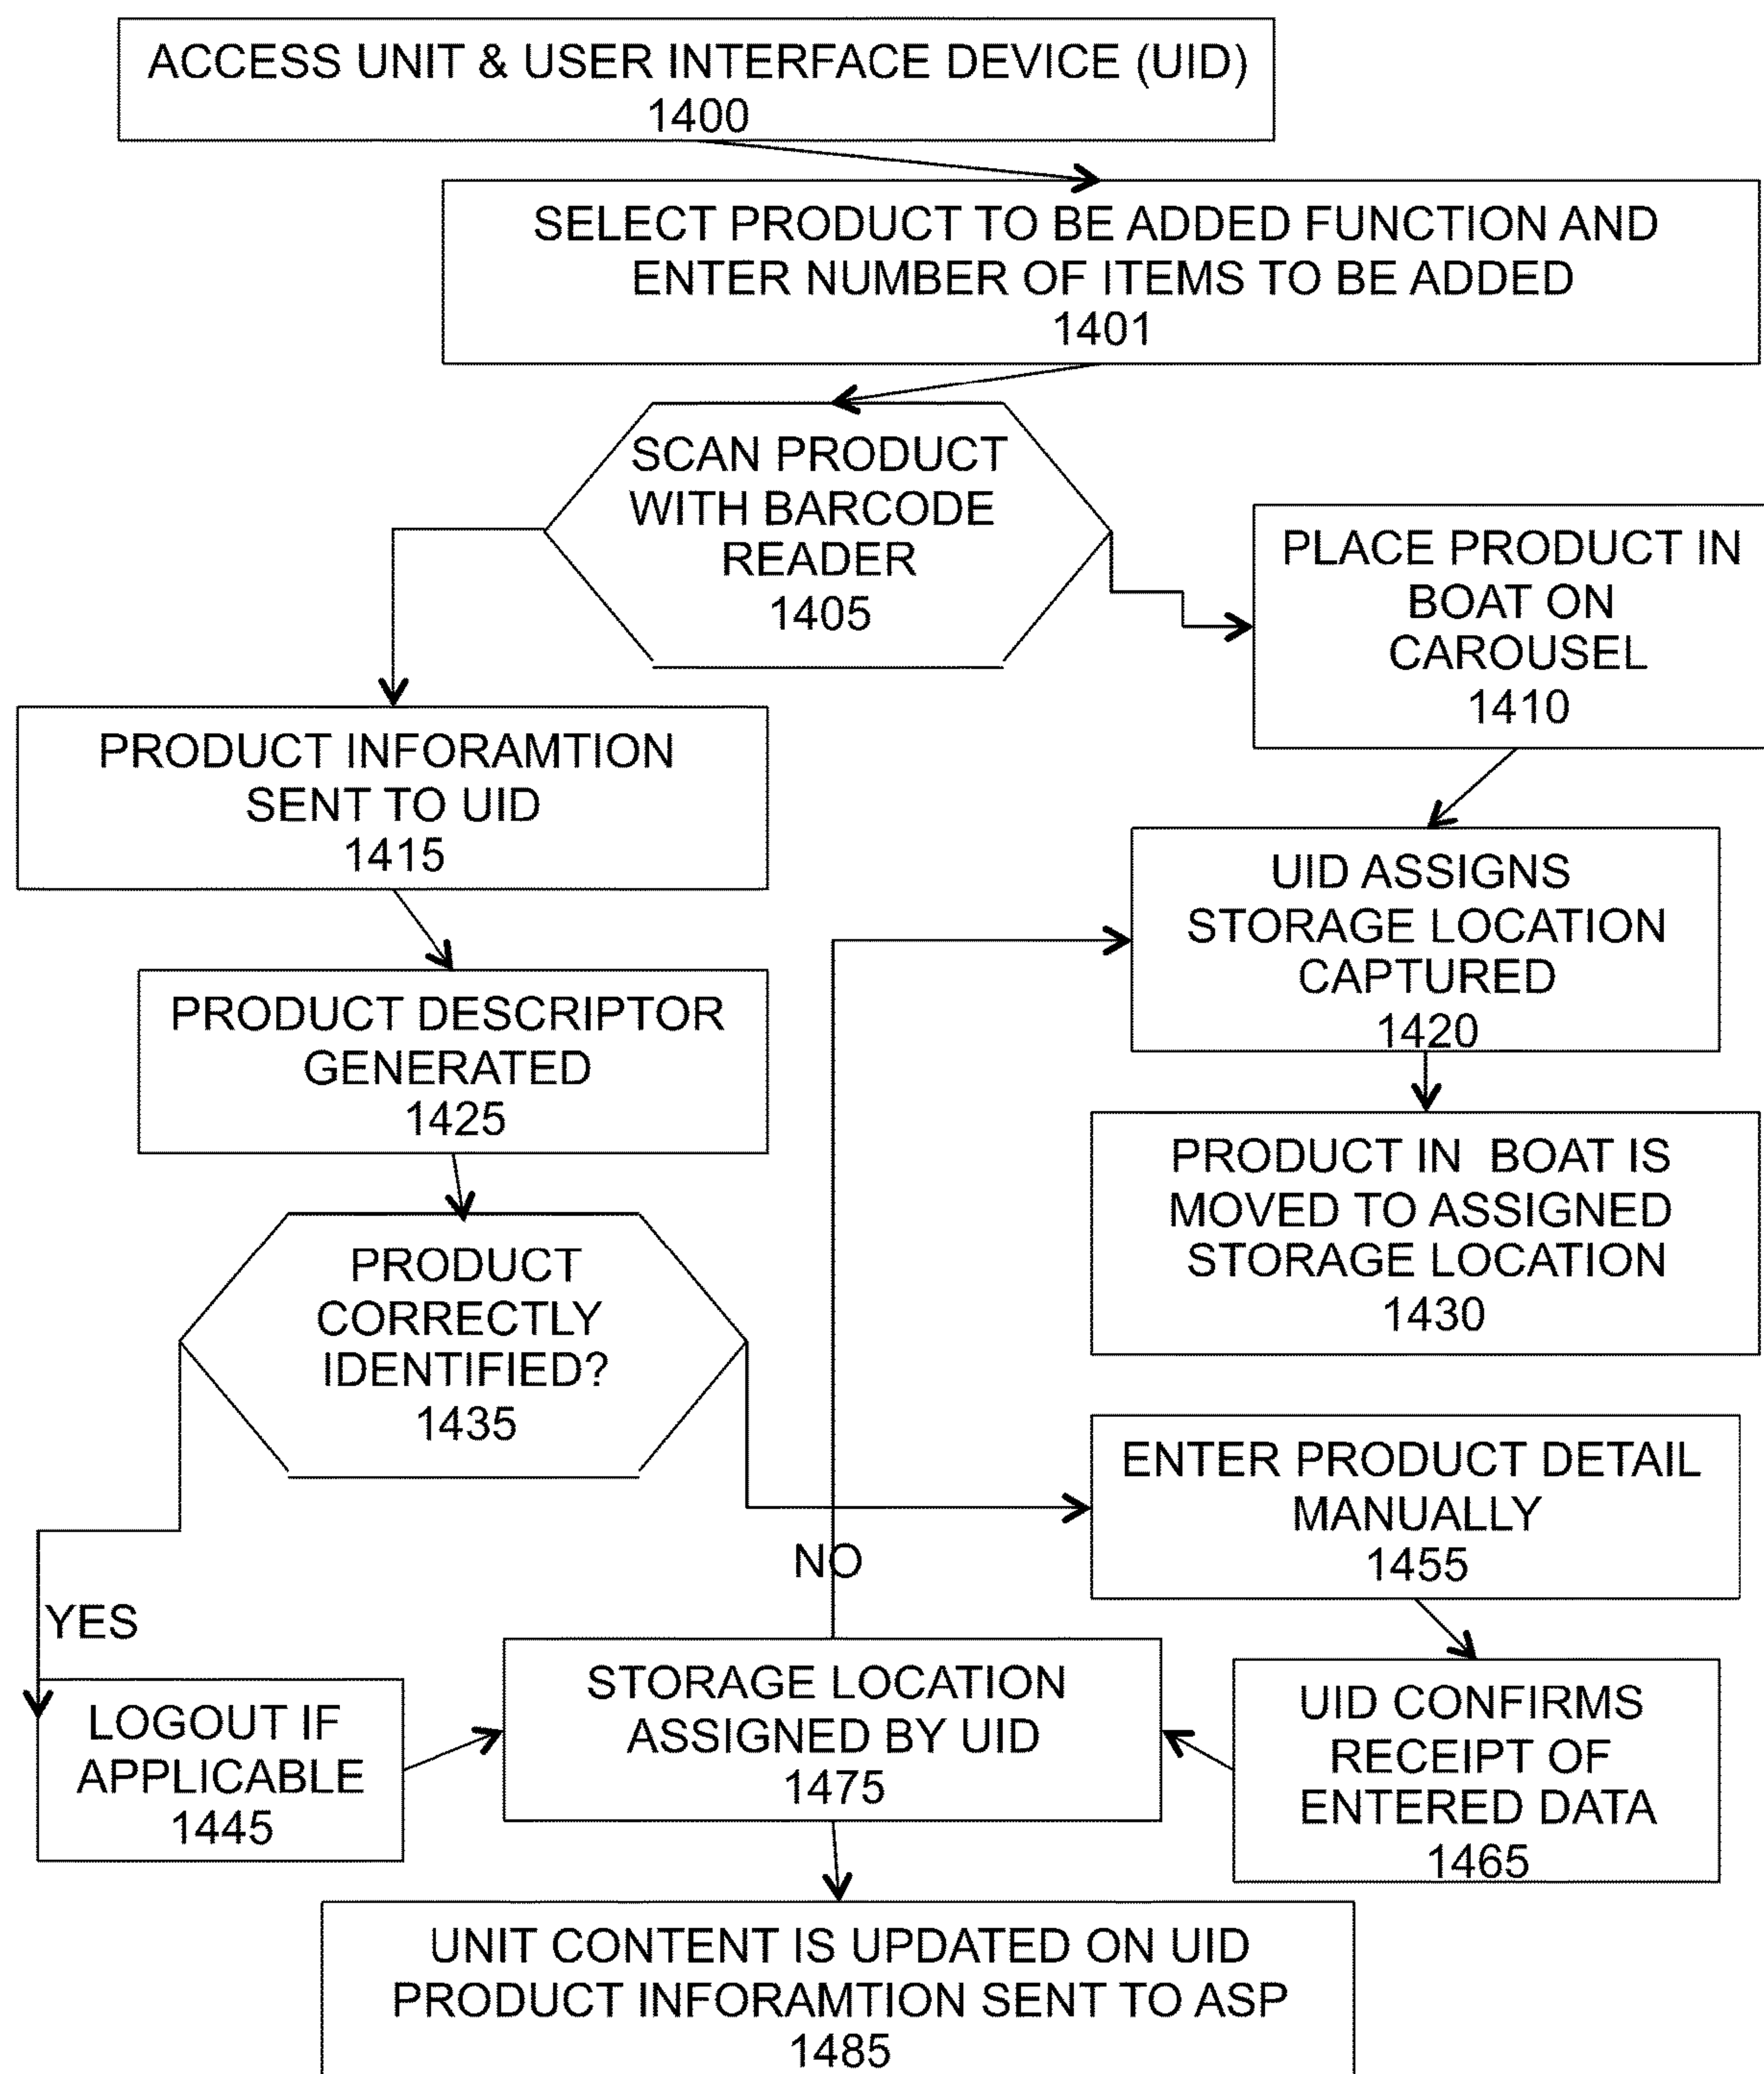 ACCESS UNIT & USER INTERFACE DEVICE (UID)
1400
SELECT PRODUCT TO BE ADDED FUNCTION AND
ENTER NUMBER OF ITEMS TO BE ADDED
1401
SCAN PRODUCT
WITH BARCODE
READER
1405
PLACE PRODUCT IN
BOAT ON
CAROUSEL
1410
PRODUCT INFORAMTION
SENT TO UID
1415
UID ASSIGNS
STORAGE LOCATION
CAPTURED
1420
PRODUCT DESCRIPTOR
GENERATED
1425
PRODUCT IN BOAT IS
MOVED TO ASSIGNED
STORAGE LOCATION
1430
PRODUCT
CORRECTLY
IDENTIFIED?
1435
ENTER PRODUCT DETAIL
MANUALLY
1455
NO
YES
LOGOUT IF
APPLICABLE
1445
STORAGE LOCATION
ASSIGNED BY UID
1475
UID CONFIRMS
RECEIPT OF
ENTERED DATA
1465
UNIT CONTENT IS UPDATED ON UID
PRODUCT INFORAMTION SENT TO ASP
1485